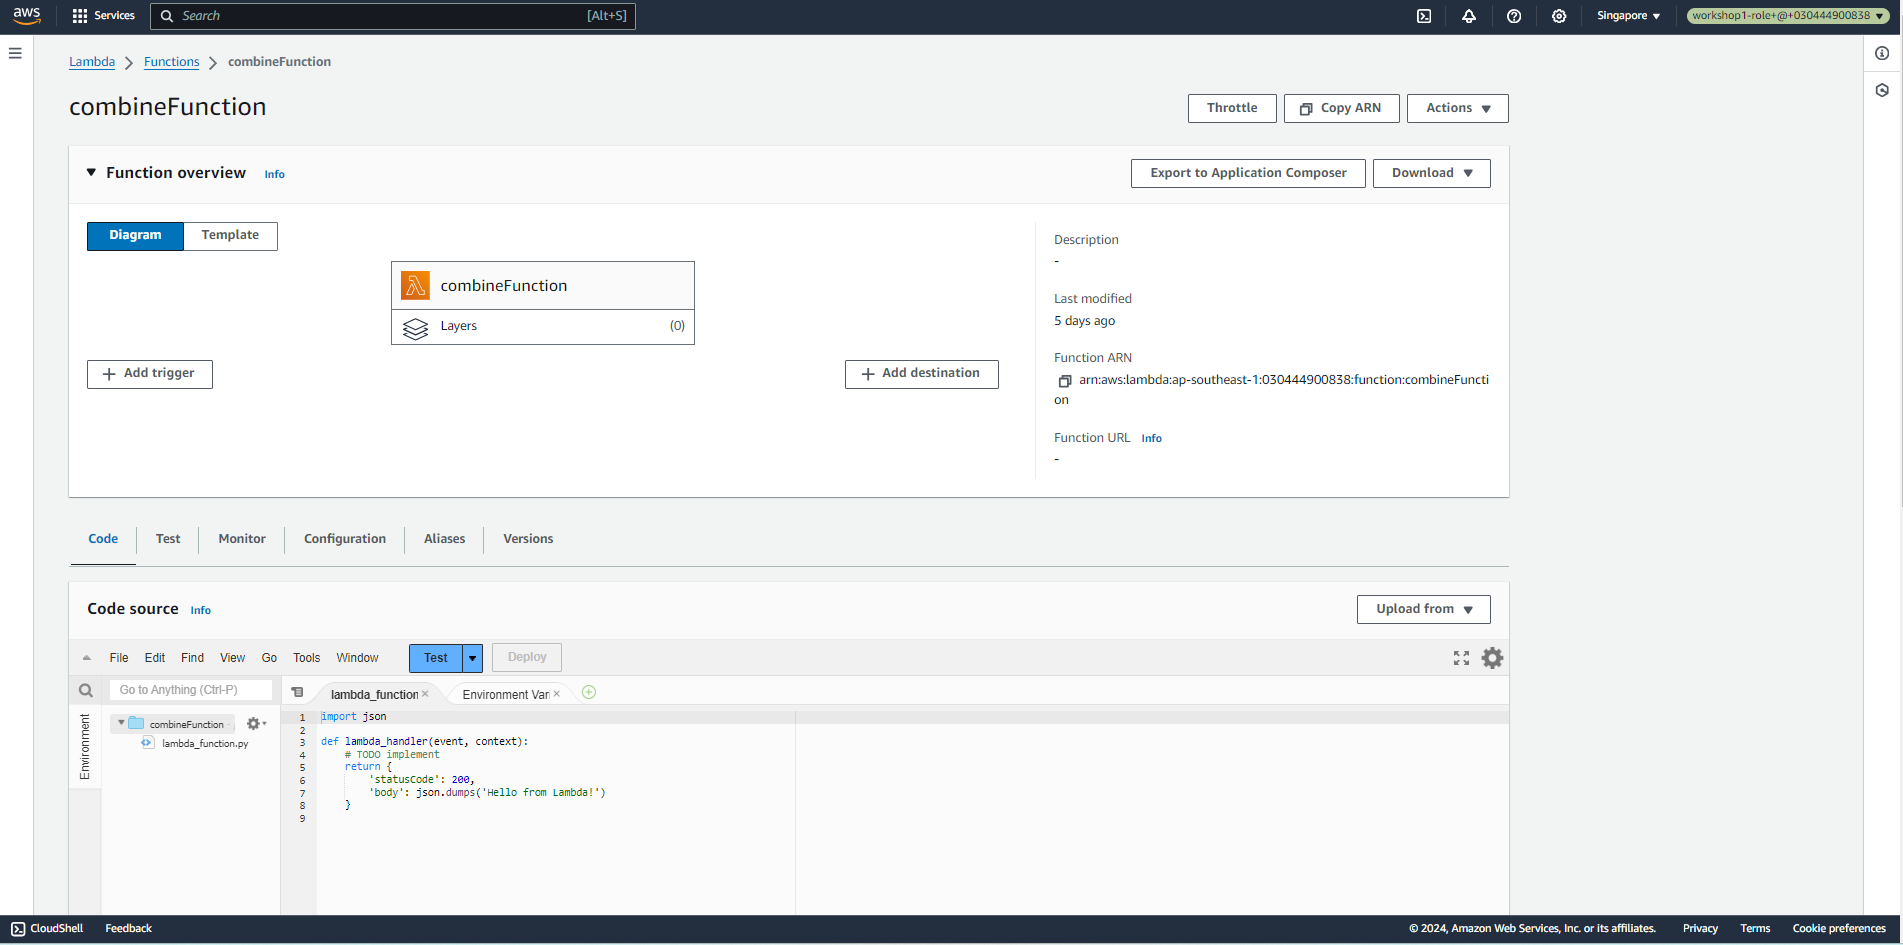 aws Services Search [Alt+S] Singapore ▼ workshop1-role+@+030444900838 ▼
Lambda > Functions > combineFunction
combineFunction
Throttle Copy ARN Actions ▼
▼ Function overview Info
Export to Application Composer Download ▼
Diagram Template
combineFunction
Layers (0)
+ Add trigger
+ Add destination
Description
-
Last modified
5 days ago
Function ARN
arn:aws:lambda:ap-southeast-1:030444900838:function:combineFuncti
on
Function URL Info
-
Code Test Monitor Configuration Aliases Versions
Code source Info
Upload from ▼
File Edit Find View Go Tools Window Test Deploy
Go to Anything (Ctrl-P)
lambda_function × Environment Vari ×
Environment
combineFunction
lambda_function.py
1 import json
2
3 def lambda_handler(event, context):
4 # TODO implement
5 return {
6 'statusCode': 200,
7 'body': json.dumps('Hello from Lambda!')
8 }
9
CloudShell Feedback
© 2024, Amazon Web Services, Inc. or its affiliates. Privacy Terms Cookie preferences